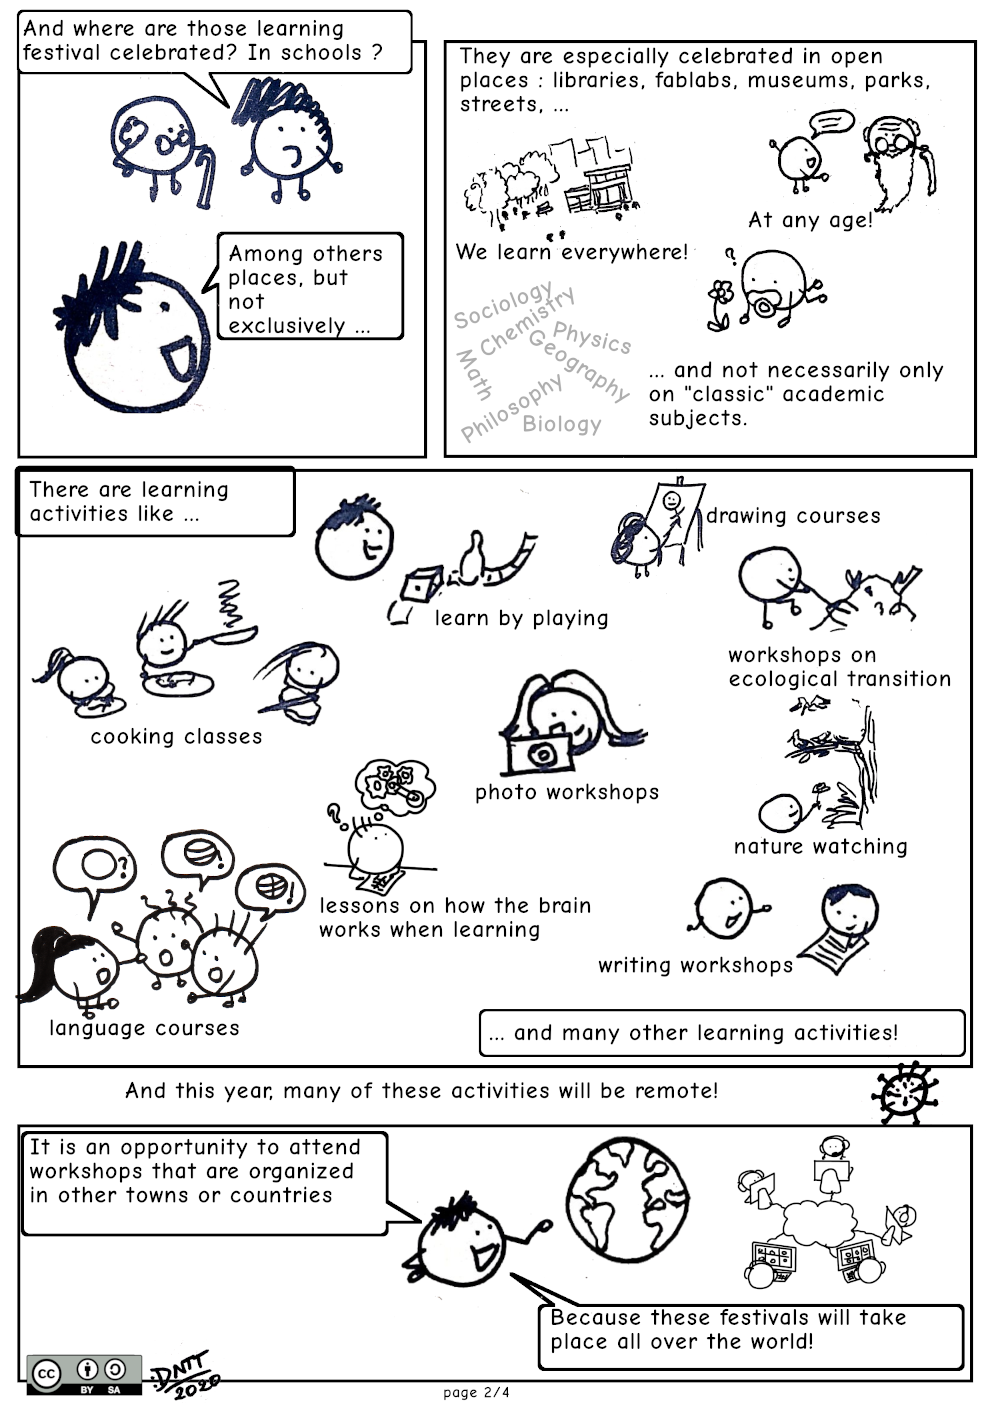 And where are those learning
festival celebrated? In schools ?
Among others
places, but
not
exclusively ...
They are especially celebrated in open
places : libraries, fablabs, museums, parks,
streets, ...
At any age!
We learn everywhere!
?
Sociology
Chemistry
Physics
Geography
Math
Philosophy
Biology
... and not necessarily only
on "classic" academic
subjects.
There are learning
activities like ...
drawing courses
learn by playing
workshops on
ecological transition
cooking classes
photo workshops
nature watching
?
lessons on how the brain
works when learning
?
!
!
writing workshops
language courses
... and many other learning activities!
And this year, many of these activities will be remote!
It is an opportunity to attend
workshops that are organized
in other towns or countries
Because these festivals will take
place all over the world!
CC
BY SA
:DNTT
2020
page 2/4